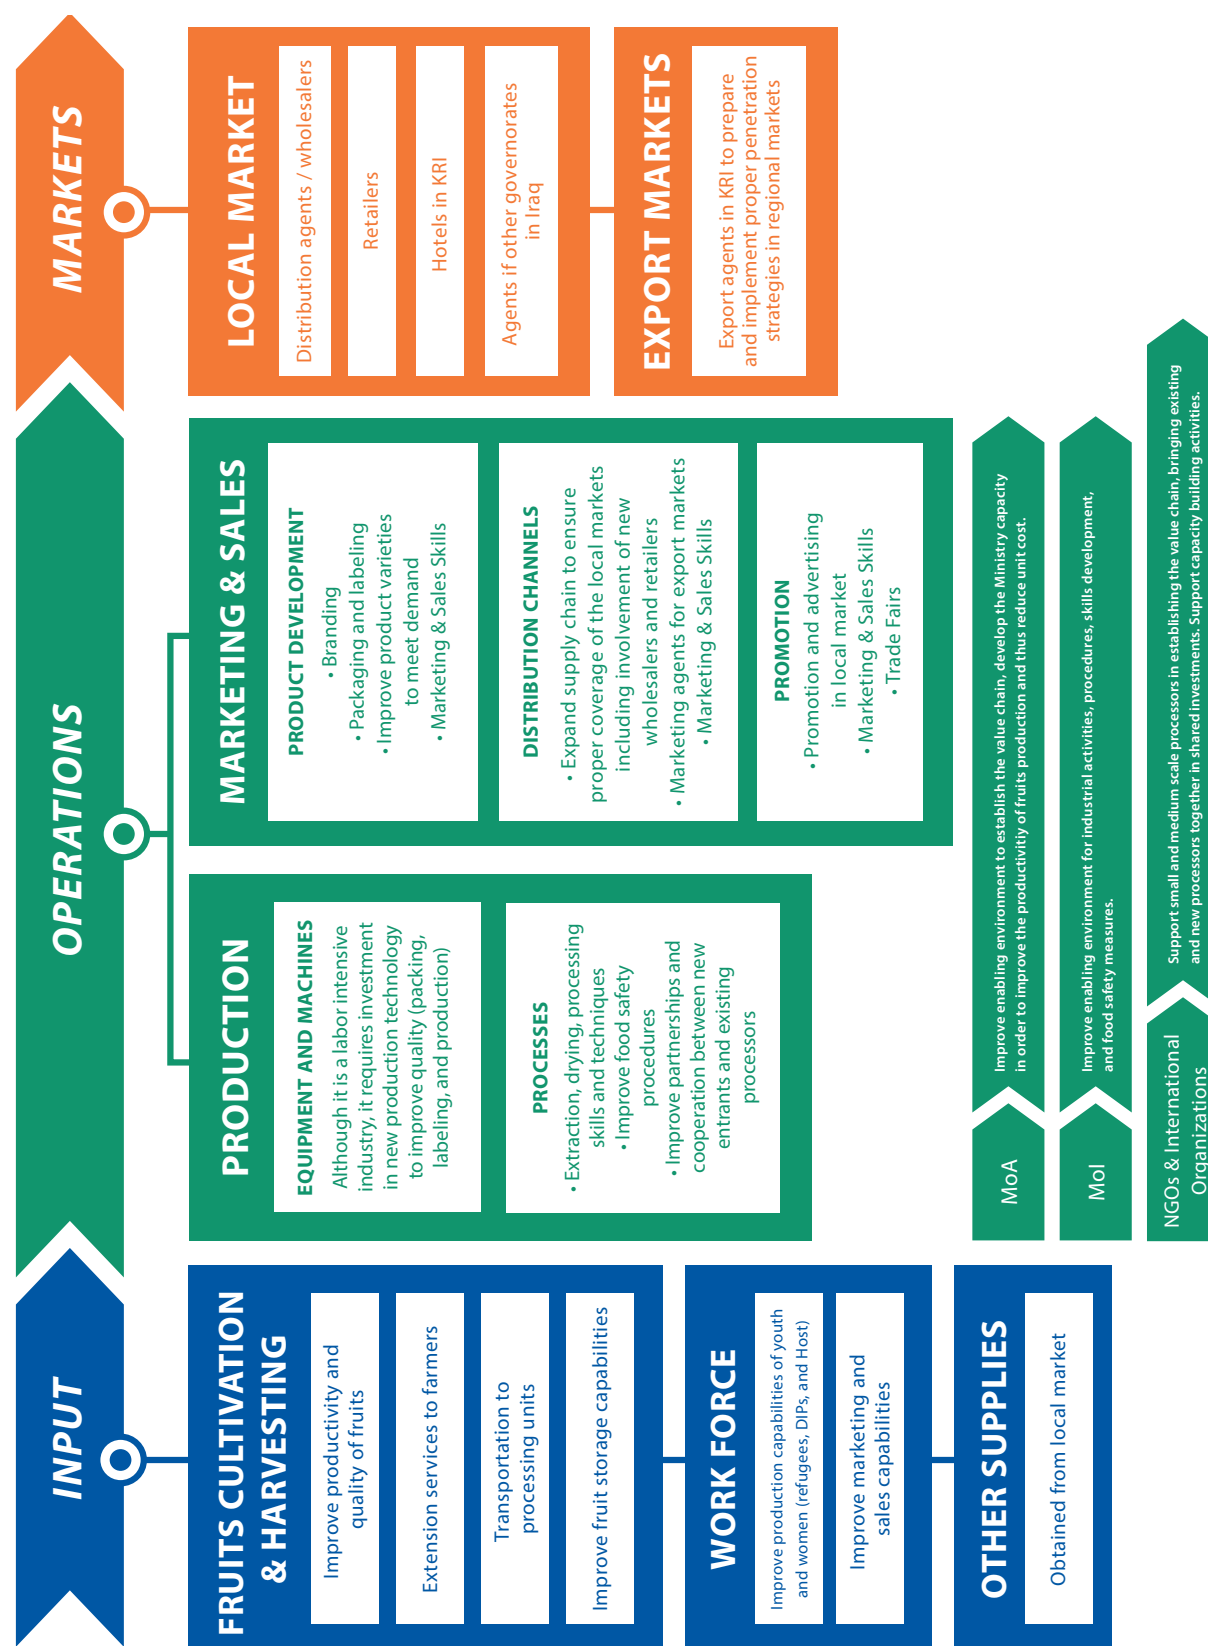 INPUT
OPERATIONS
MARKETS
FRUITS CULTIVATION
& HARVESTING
Improve productivity and
quality of fruits
Extension services to farmers
Transportation to
processing units
Improve fruit storage capabilities
WORK FORCE
Improve production capabilities of youth
and women (refugees, DIPs, and Host)
Improve marketing and
sales capabilities
OTHER SUPPLIES
Obtained from local market
PRODUCTION
EQUIPMENT AND MACHINES
Although it is a labor intensive
industry, it requires investment
in new production technology
to improve quality (packing,
labeling, and production)
PROCESSES
• Extraction, drying, processing
skills and techniques
• Improve food safety
procedures
• Improve partnerships and
cooperation between new
entrants and existing
processors
MARKETING & SALES
PRODUCT DEVELOPMENT
• Branding
• Packaging and labeling
• Improve product varieties
to meet demand
• Marketing & Sales Skills
DISTRIBUTION CHANNELS
• Expand supply chain to ensure
proper coverage of the local markets
including involvement of new
wholesalers and retailers
• Marketing agents for export markets
• Marketing & Sales Skills
PROMOTION
• Promotion and advertising
in local market
• Marketing & Sales Skills
• Trade Fairs
LOCAL MARKET
Distribution agents / wholesalers
Retailers
Hotels in KRI
Agents if other governorates
in Iraq
EXPORT MARKETS
Export agents in KRI to prepare
and implement proper penetration
strategies in regional markets
MoA
Improve enabling environment to establish the value chain, develop the Ministry capacity
in order to improve the productivitiy of fruits production and thus reduce unit cost.
MoI
Improve enabling environment for industrial activities, procedures, skills development,
and food safety measures.
NGOs & International
Organizations
Support small and medium scale processors in establishing the value chain, bringing existing
and new processors together in shared investments. Support capacity building activities.